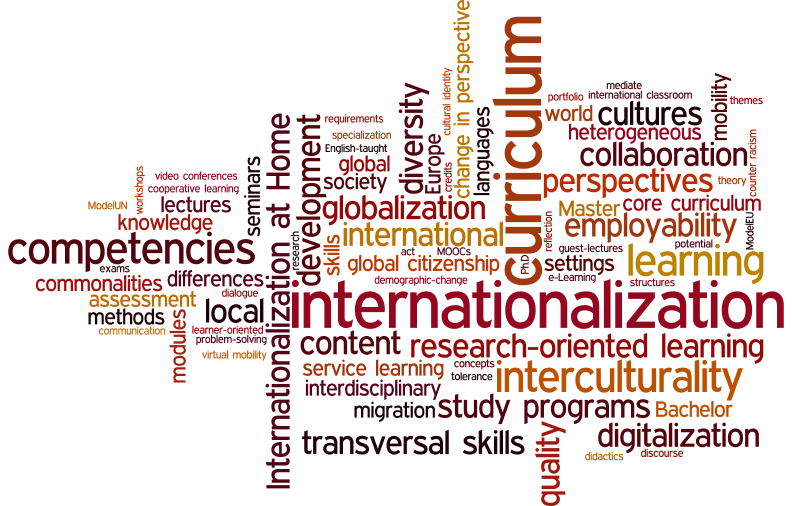 change in perspective
curriculum
mediate
international classroom
portfolio
themes
mobility
world
cultures
heterogeneous
collaboration
counter racism
cultural identity
diversity
Europe
credits
languages
requirements
specialization
English-taught
global
society
development
Internationalization at Home
perspectives
theory
core curriculum
Master
employability
ModelEU
potential
reflection
guest-lectures
settings
learning
e-Learning
structures
Ph.D
globalization
international
skills
research
act
MOOCs
global citizenship
demographic-change
seminars
workshops
video conferences
cooperative learning
ModelUN
lectures
knowledge
competencies
exams
commonalities
differences
dialogue
assessment
methods
local
communication
modules
learner-oriented
problem-solving
virtual mobility
internationalization
content
research-oriented learning
service learning
concepts
tolerance
interculturality
interdisciplinary
migration
study programs
Bachelor
transversal skills
quality
digitalization
didactics
discourse